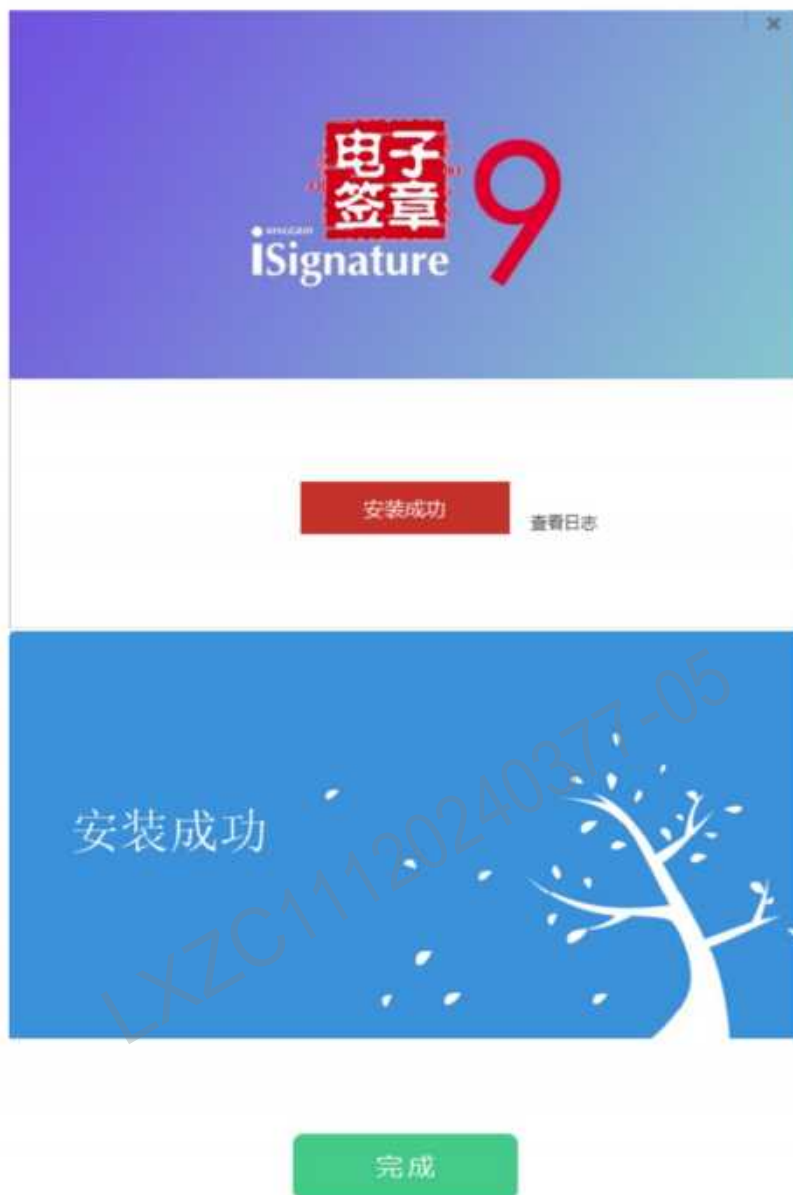 电子
签章
iSignature
9
安装成功
查看日志
安装成功
LXZC11120240377-05
完成